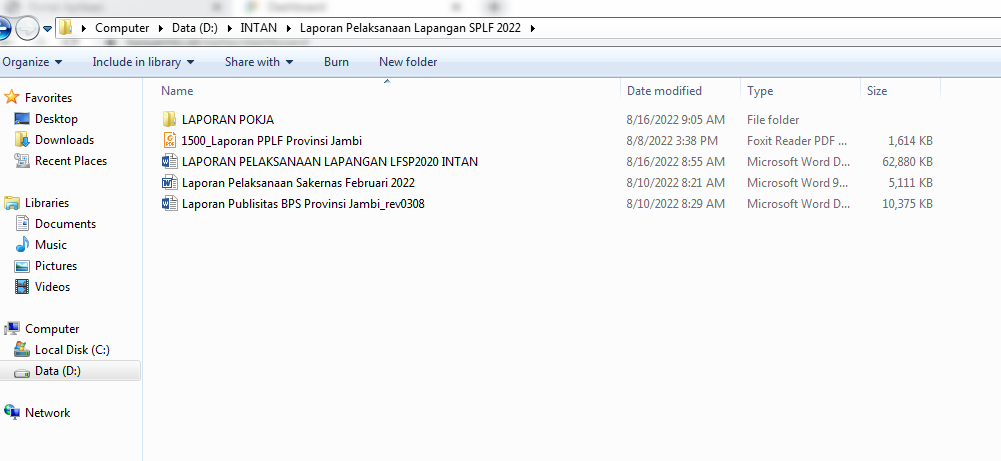 Computer Data (D:) INTAN Laporan Pelaksanaan Lapangan SPLF 2022
Organize Include in library Share with Burn New folder
Favorites
Desktop
Downloads
Recent Places
Libraries
Documents
Music
Pictures
Videos
Computer
Local Disk (C:)
Data (D:)
Network
Name Date modified Type Size
LAPORAN POKJA 8/16/2022 9:05 AM File folder
1500_Laporan PPLF Provinsi Jambi 8/8/2022 3:38 PM Foxit Reader PDF ... 1,614 KB
LAPORAN PELAKSANAAN LAPANGAN LFSP2020 INTAN 8/16/2022 8:55 AM Microsoft Word D... 62,880 KB
Laporan Pelaksanaan Sakernas Februari 2022 8/10/2022 8:21 AM Microsoft Word 9... 5,111 KB
Laporan Publisitas BPS Provinsi Jambi_rev0308 8/10/2022 8:29 AM Microsoft Word D... 10,375 KB